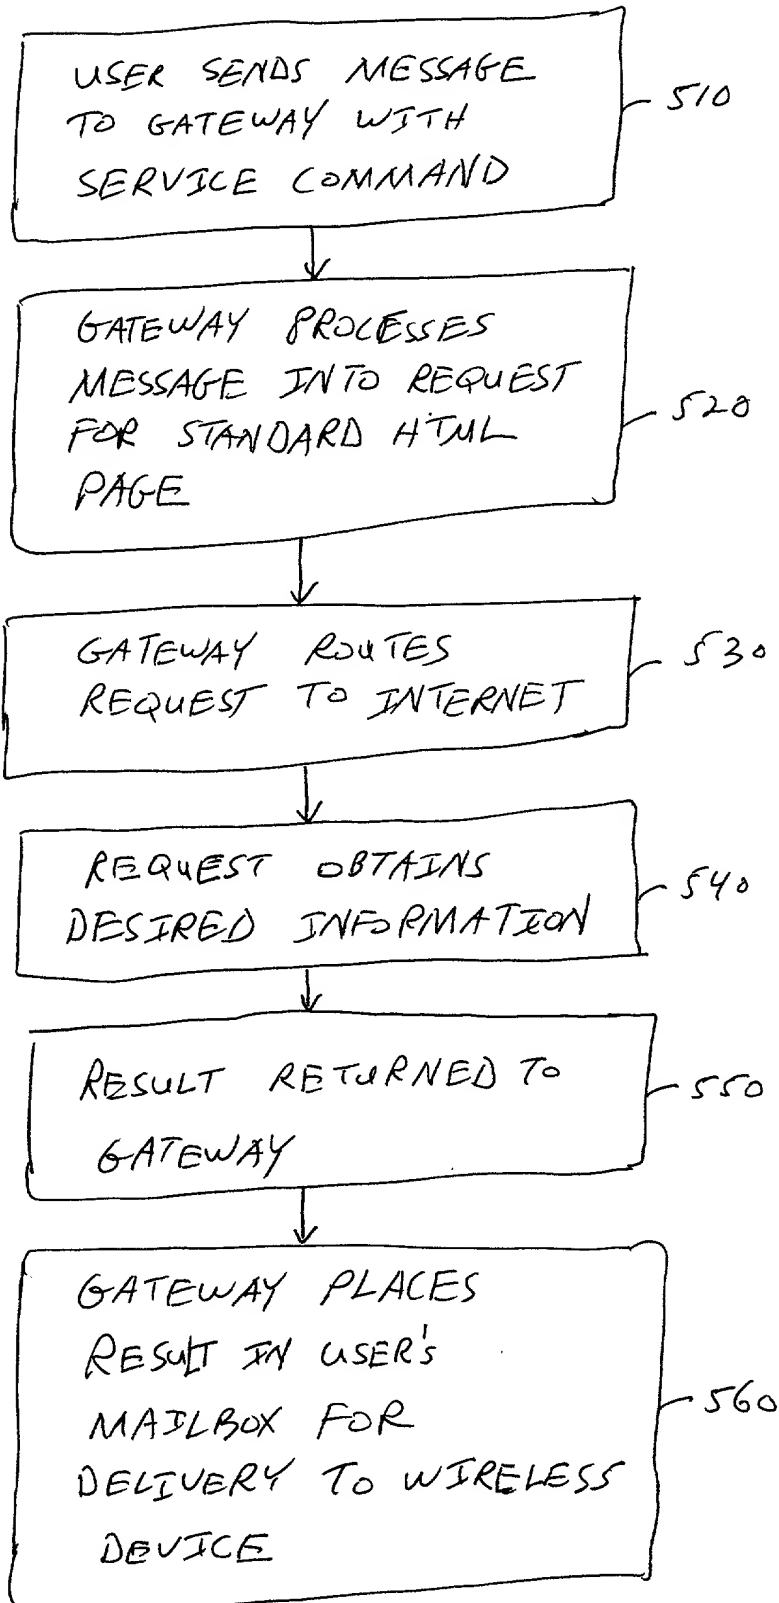 USER SENDS MESSAGE
TO GATEWAY WITH
SERVICE COMMAND
510
GATEWAY PROCESSES
MESSAGE INTO REQUEST
FOR STANDARD HTML
PAGE
520
GATEWAY ROUTES
REQUEST TO INTERNET
530
REQUEST OBTAINS
DESIRED INFORMATION
540
RESULT RETURNED TO
GATEWAY
550
GATEWAY PLACES
RESULT IN USER'S
MAILBOX FOR
DELIVERY TO WIRELESS
DEVICE
560